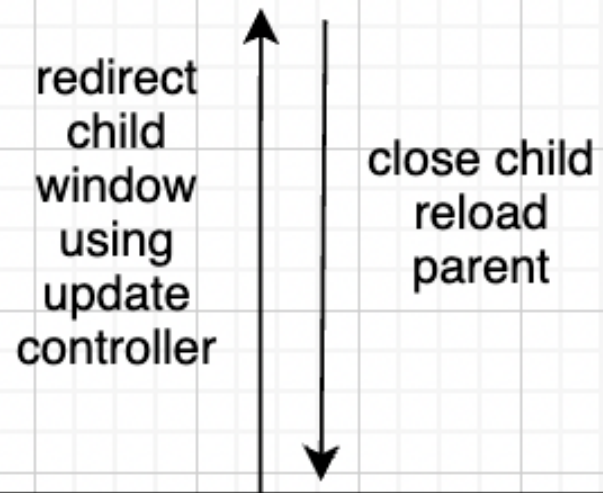 redirect
child
window
using
update
controller
close child
reload
parent